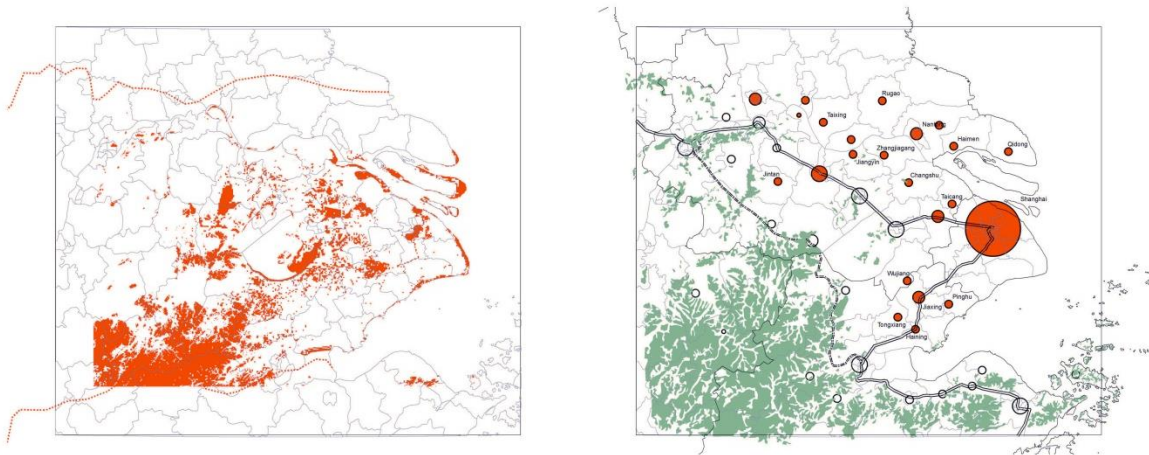 Rugao
Taixing
Nantong
Haimen
Zhangjiagang
Qidong
Jiangyin
Jintan
Changshu
Taicang
Shanghai
Wujiang
Jiaxing
Pinghu
Tongxiang
Haining